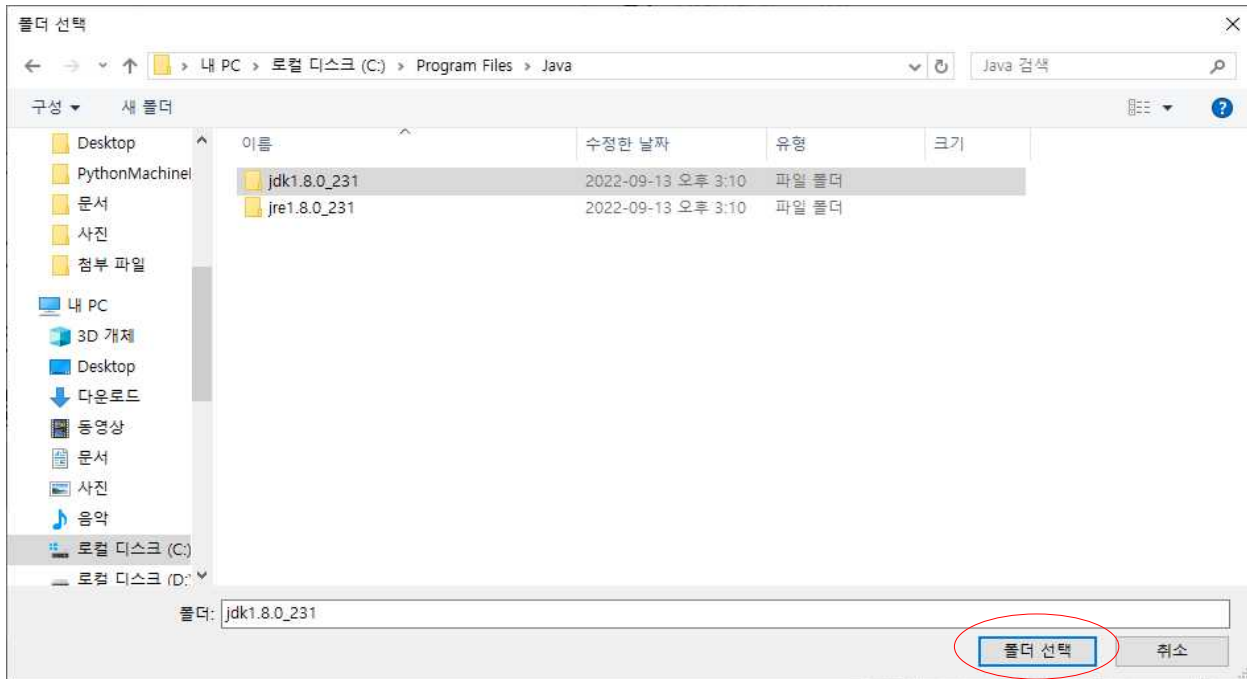 폴더 선택
내 PC > 로컬 디스크 (C:) > Program Files > Java
Java 검색
구성
새 폴더
이름
수정한 날짜
유형
크기
jdk1.8.0_231
2022-09-13 오후 3:10
파일 폴더
jre1.8.0_231
2022-09-13 오후 3:10
파일 폴더
Desktop
PythonMachine
문서
사진
첨부 파일
내 PC
3D 개체
Desktop
다운로드
동영상
문서
사진
음악
로컬 디스크 (C:)
로컬 디스크 (D:
폴더:
jdk1.8.0_231
폴더 선택
취소